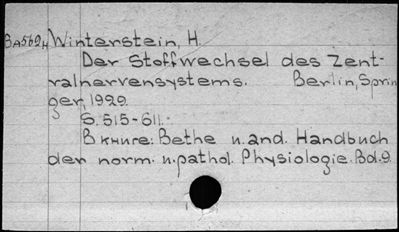 BA569H Winterstein, H
Der Stoffwechsel des Zent-
ralnervensystems. Berlin, Sprin
ger, 1929.
S. 515-611.
В книге: Bethe u. and. Handbuch
der norm. u. pathol. Physiologie. Bd. 9.